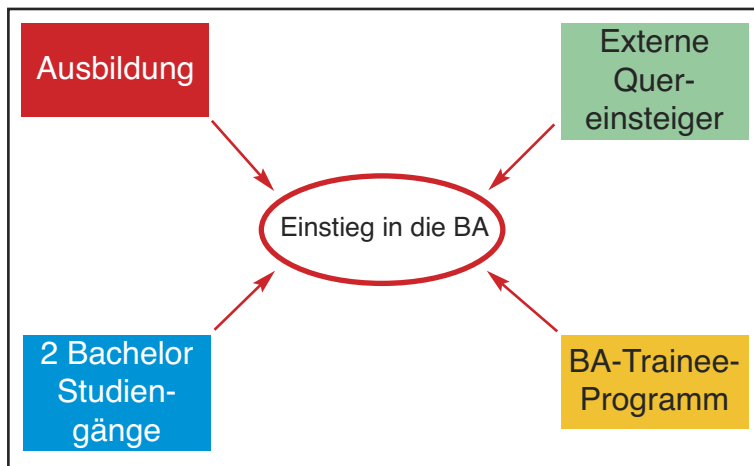 Ausbildung
Externe
Quer-
einsteiger
Einstieg in die BA
2 Bachelor
Studien-
gänge
BA-Trainee-
Programm